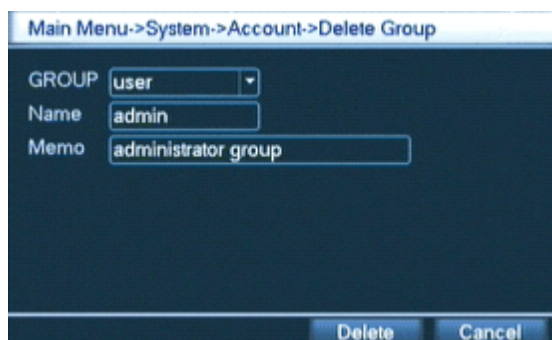 Main Menu->System->Account->Delete Group
GROUP user
Name admin
Memo administrator group
Delete Cancel